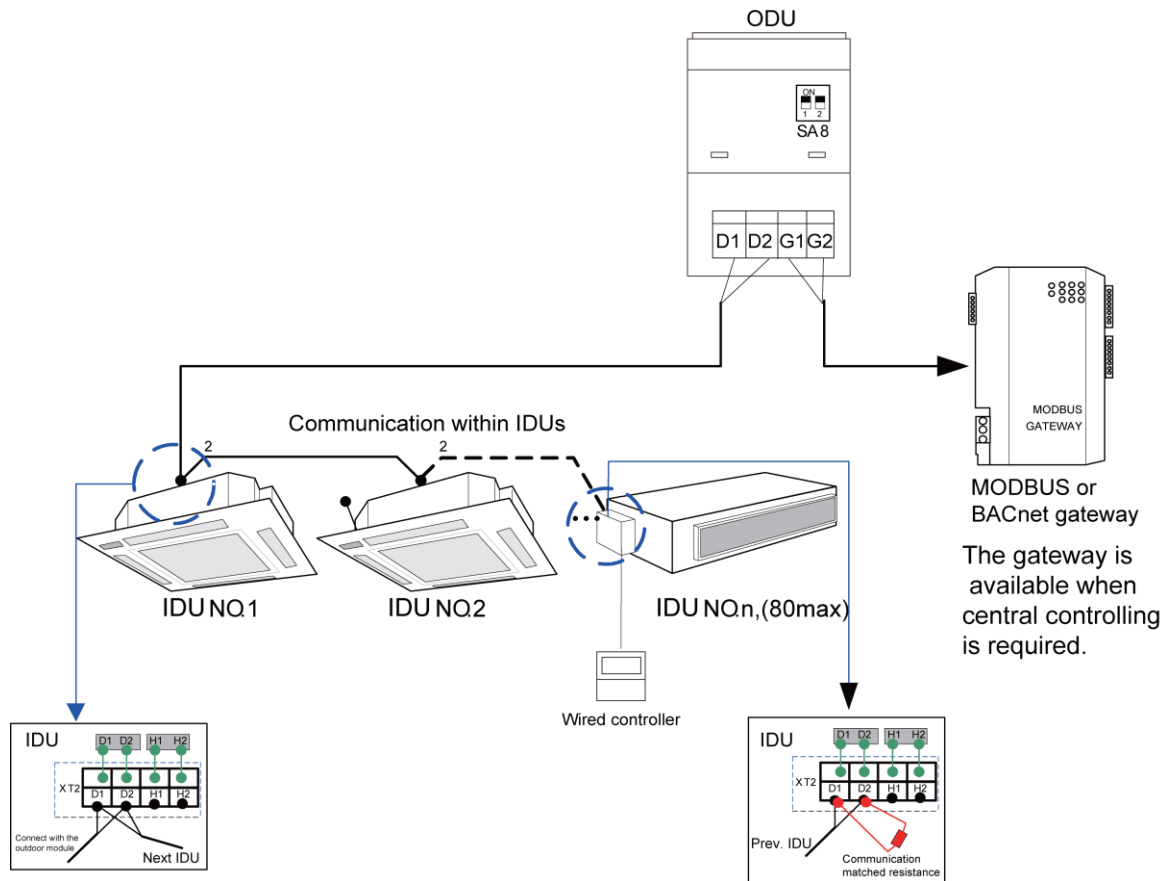 ODU
ON
1 2
SA8
D1 D2 G1 G2
MODBUS
GATEWAY
MODBUS or
BACnet gateway
The gateway is
available when
central controlling
is required.
Communication within IDUs
2
2
IDU NO.1
IDU NO.2
IDU NO.n,(80max)
Wired controller
IDU
D1 D2 H1 H2
XT2
D1 D2 H1 H2
Connect with the
outdoor module
Next IDU
IDU
D1 D2 H1 H2
XT2
D1 D2 H1 H2
Prev. IDU
Communication
matched resistance